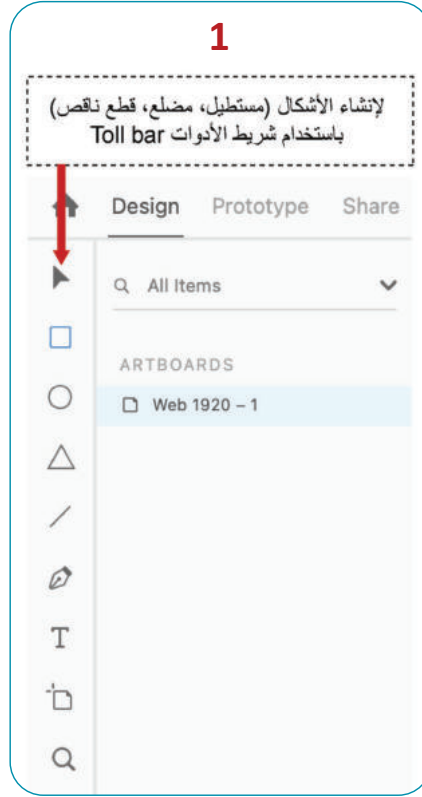 1
لإنشاء الأشكال (مستطيل، مضلع، قطع ناقص)
باستخدام شريط الأدوات Toll bar
Design Prototype Share
All Items
ARTBOARDS
Web 1920 – 1
T